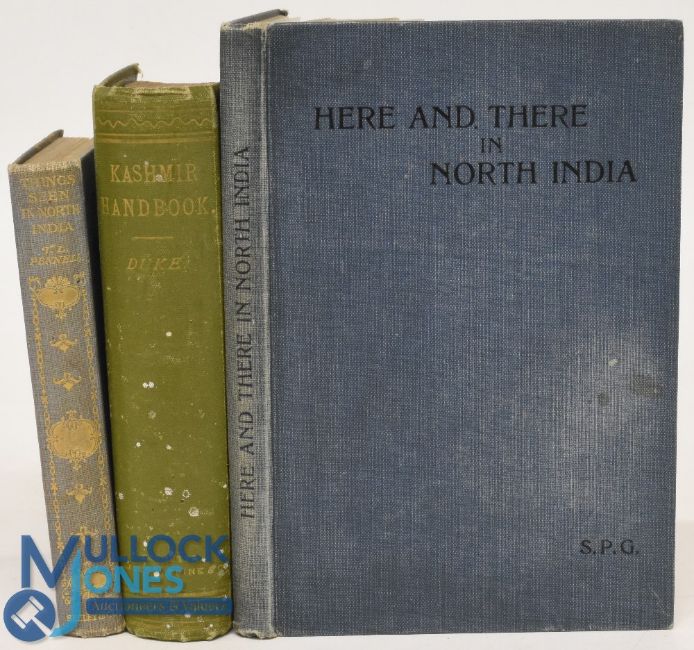 THINGS
SEEN
IN NORTH
INDIA
T. L.
PENNELL
KASHMIR
HANDBOOK.
DUKE
HERE AND THERE IN NORTH INDIA
HERE AND THERE
IN
NORTH INDIA
S.P.G.
MULLOCK
JONES
Auctioneers & Valuers